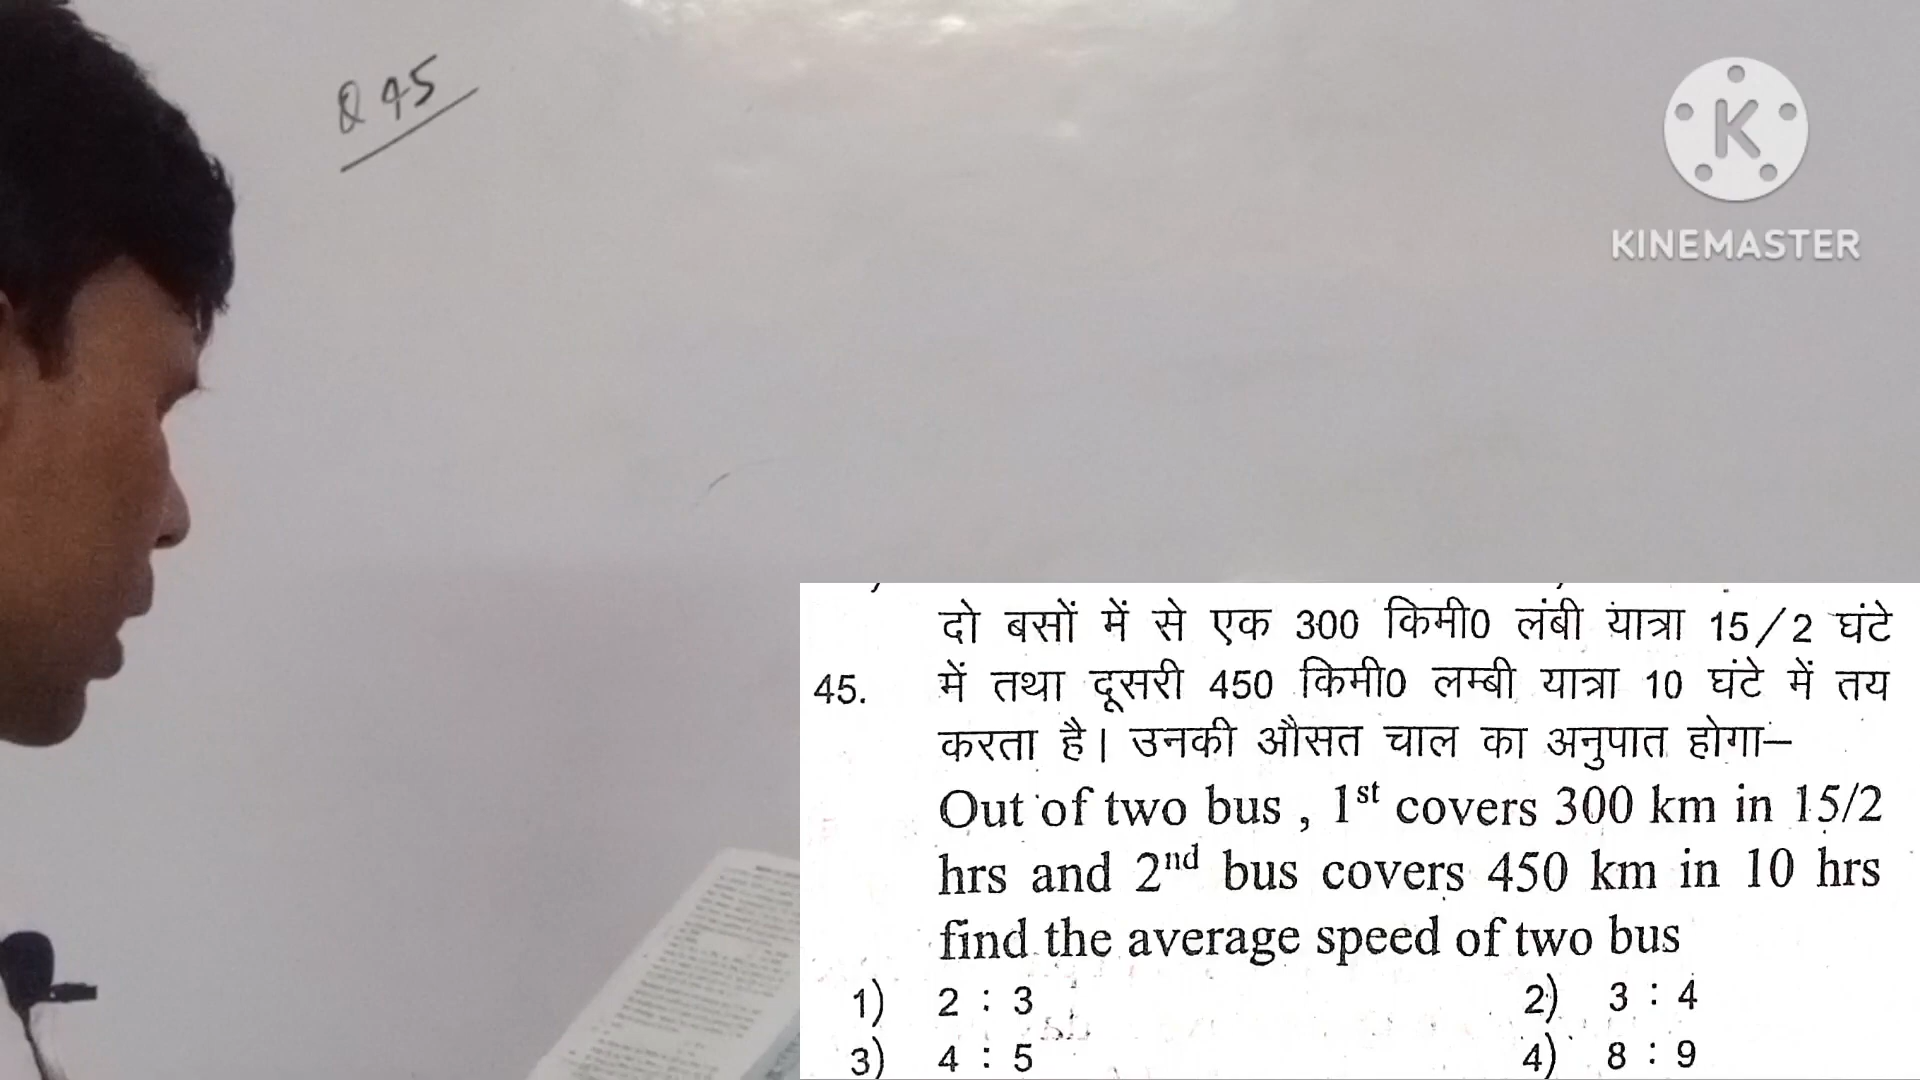 Q 45
KINEMASTER
दो बसों में से एक 300 किमी0 लंबी यात्रा 15/2 घंटे
45. में तथा दूसरी 450 किमी0 लम्बी यात्रा 10 घंटे में तय
करता है। उनकी औसत चाल का अनुपात होगा–
Out of two bus , 1st covers 300 km in 15/2
hrs and 2nd bus covers 450 km in 10 hrs
find the average speed of two bus
1) 2 : 3 2) 3 : 4
3) 4 : 5 4) 8 : 9